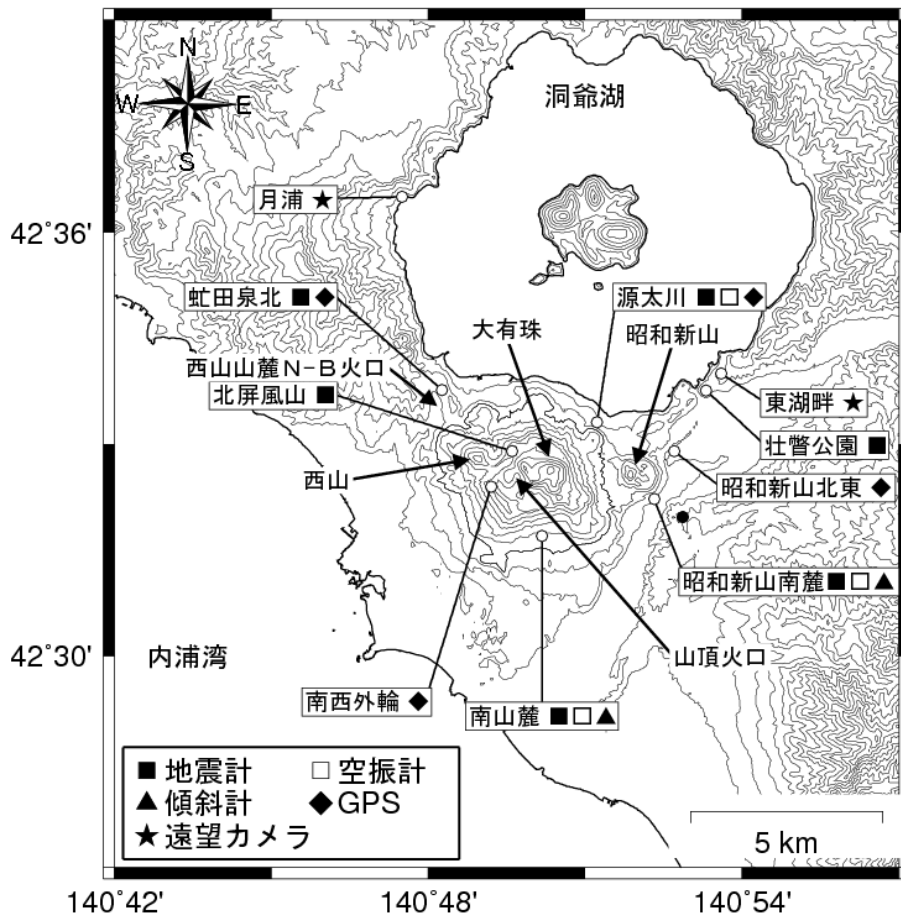 N
W E
S
洞爺湖
月浦 ★
42°36'
虻田泉北 ■◆
源太川 ■□◆
大有珠
昭和新山
西山山麓N-B火口
北屏風山 ■
東湖畔 ★
壮瞥公園 ■
西山
昭和新山北東 ◆
昭和新山南麓■□▲
42°30'
内浦湾
山頂火口
南西外輪 ◆
南山麓 ■□▲
■ 地震計 □ 空振計
▲ 傾斜計 ◆ GPS
★ 遠望カメラ
5 km
140°42' 140°48' 140°54'